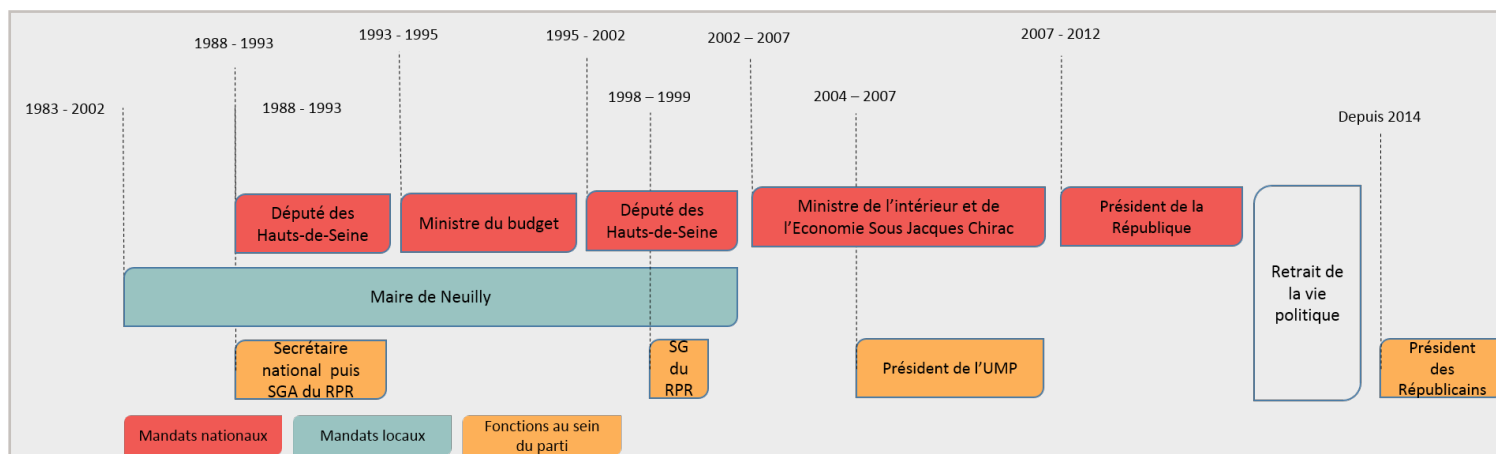 1993 - 1995
1995 - 2002
2002 – 2007
2007 - 2012
1988 - 1993
1983 - 2002
1988 - 1993
1998 – 1999
2004 – 2007
Depuis 2014
Député des
Hauts-de-Seine
Ministre du budget
Député des
Hauts-de-Seine
Ministre de l'intérieur et de
l'Economie Sous Jacques Chirac
Président de la
République
Maire de Neuilly
Retrait de
la vie
politique
Secrétaire
national puis
SGA du RPR
SG
du
RPR
Président de l'UMP
Président
des
Républicains
Mandats nationaux
Mandats locaux
Fonctions au sein
du parti